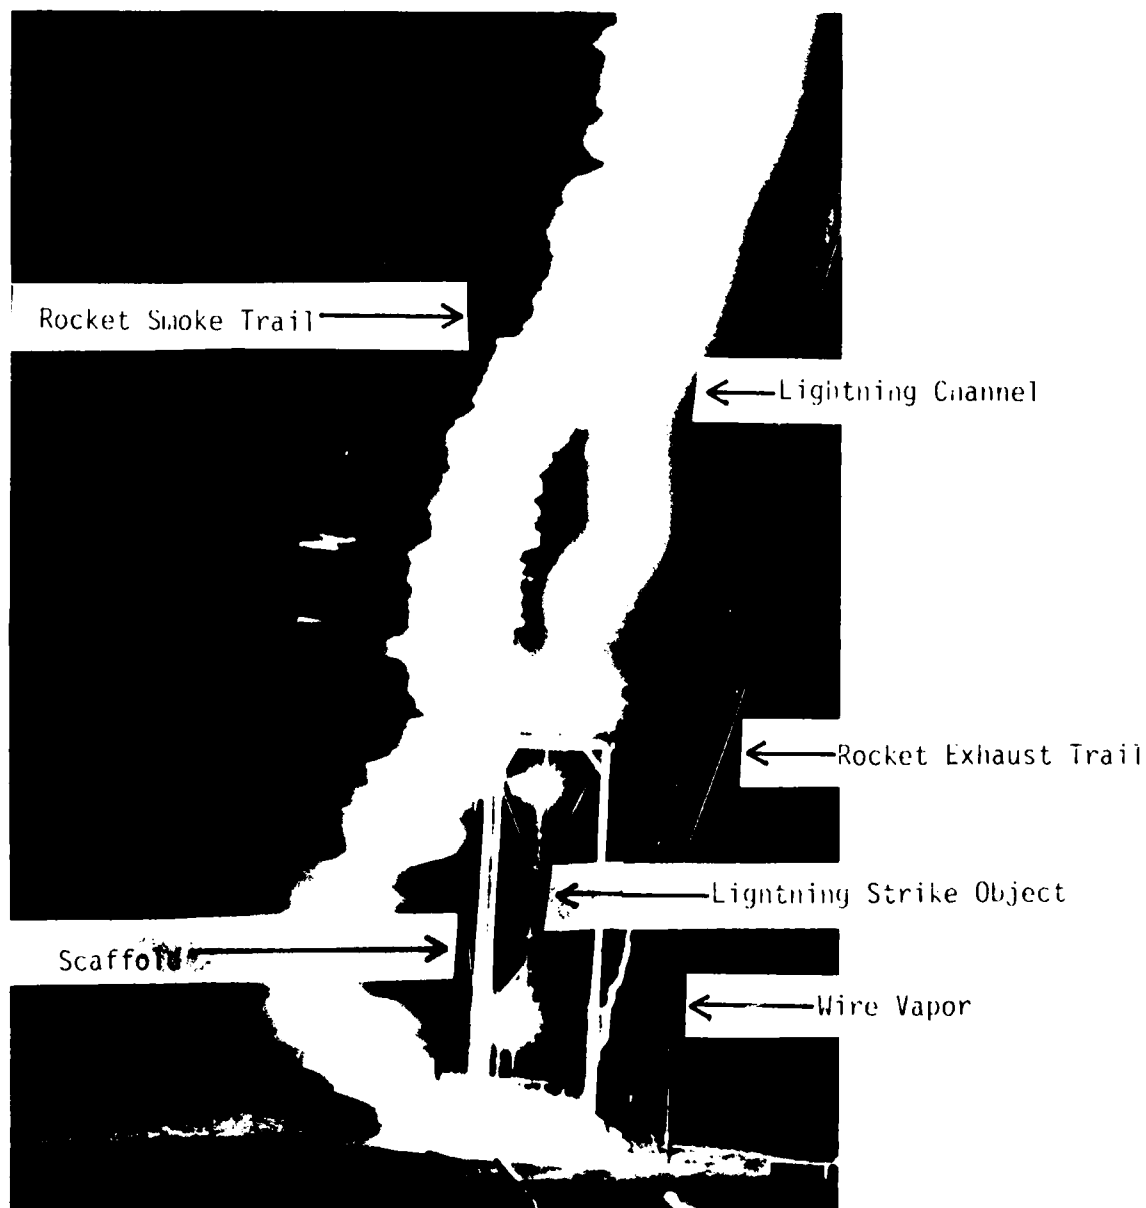 Rocket Smoke Trail
Lightning Channel
Rocket Exhaust Trail
Lightning Strike Object
Scaffold
Wire Vapor